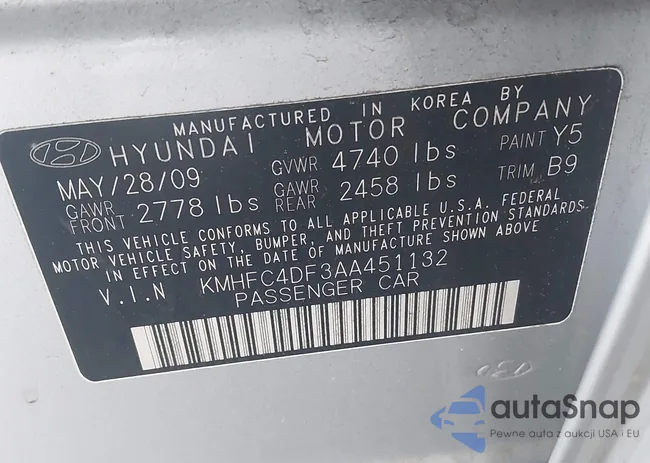 MANUFACTURED IN KOREA BY
HYUNDAI MOTOR COMPANY
MAY/28/09 GVWR 4740 lbs PAINT Y5
GAWR FRONT 2778 lbs GAWR REAR 2458 lbs TRIM B9
THIS VEHICLE CONFORMS TO ALL APPLICABLE U.S.A. FEDERAL
MOTOR VEHICLE SAFETY, BUMPER, AND THEFT PREVENTION STANDARDS
IN EFFECT ON THE DATE OF MANUFACTURE SHOWN ABOVE
V.I.N KMHFC4DF3AA451132
PASSENGER CAR
autaSnap
Pewne auta z aukcji USA i EU